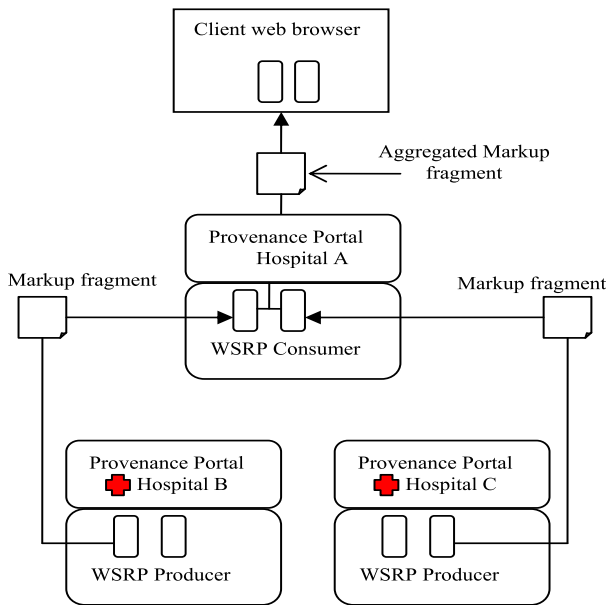 Client web browser
Aggregated Markup
fragment
Provenance Portal
Hospital A
Markup fragment
Markup fragment
WSRP Consumer
Provenance Portal
Hospital B
WSRP Producer
Provenance Portal
Hospital C
WSRP Producer